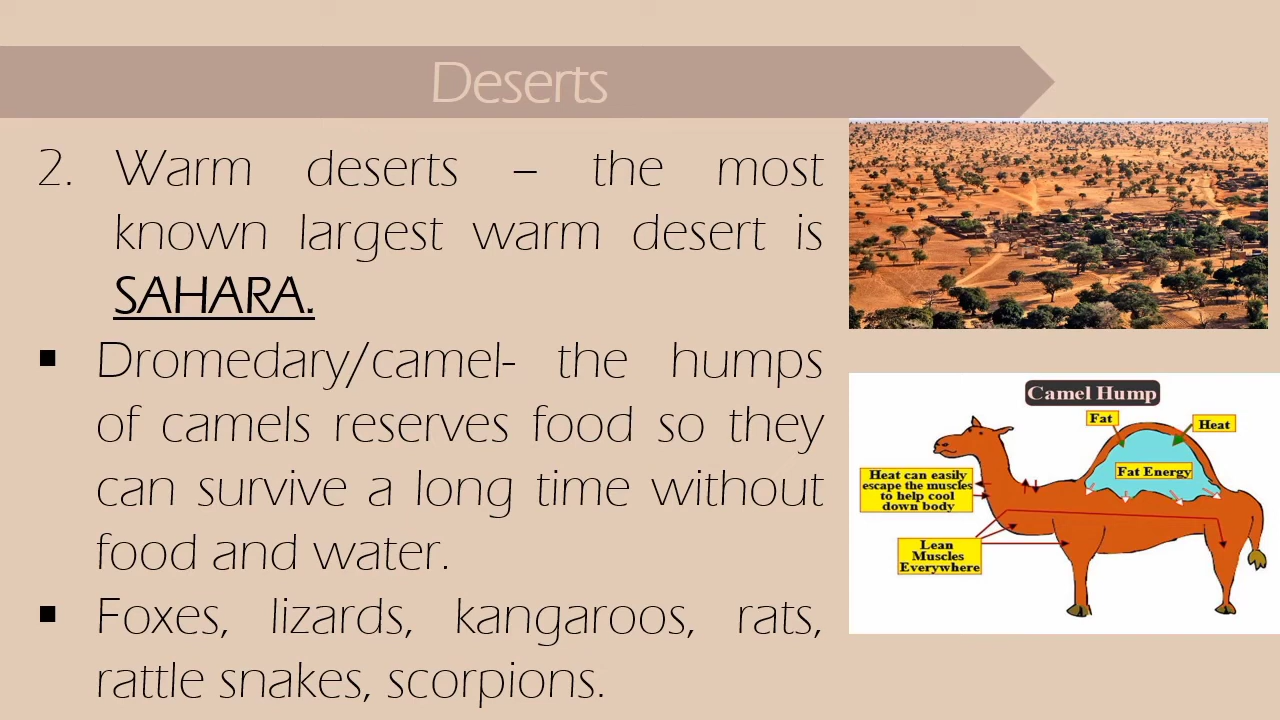 Deserts
2. Warm deserts – the most
known largest warm desert is
SAHARA.
▪ Dromedary/camel- the humps
of camels reserves food so they
can survive a long time without
food and water.
▪ Foxes, lizards, kangaroos, rats,
rattle snakes, scorpions.
Camel Hump
Fat
Heat
Fat Energy
Heat can easily
escape the muscles
to help cool
down body
Lean
Muscles
Everywhere